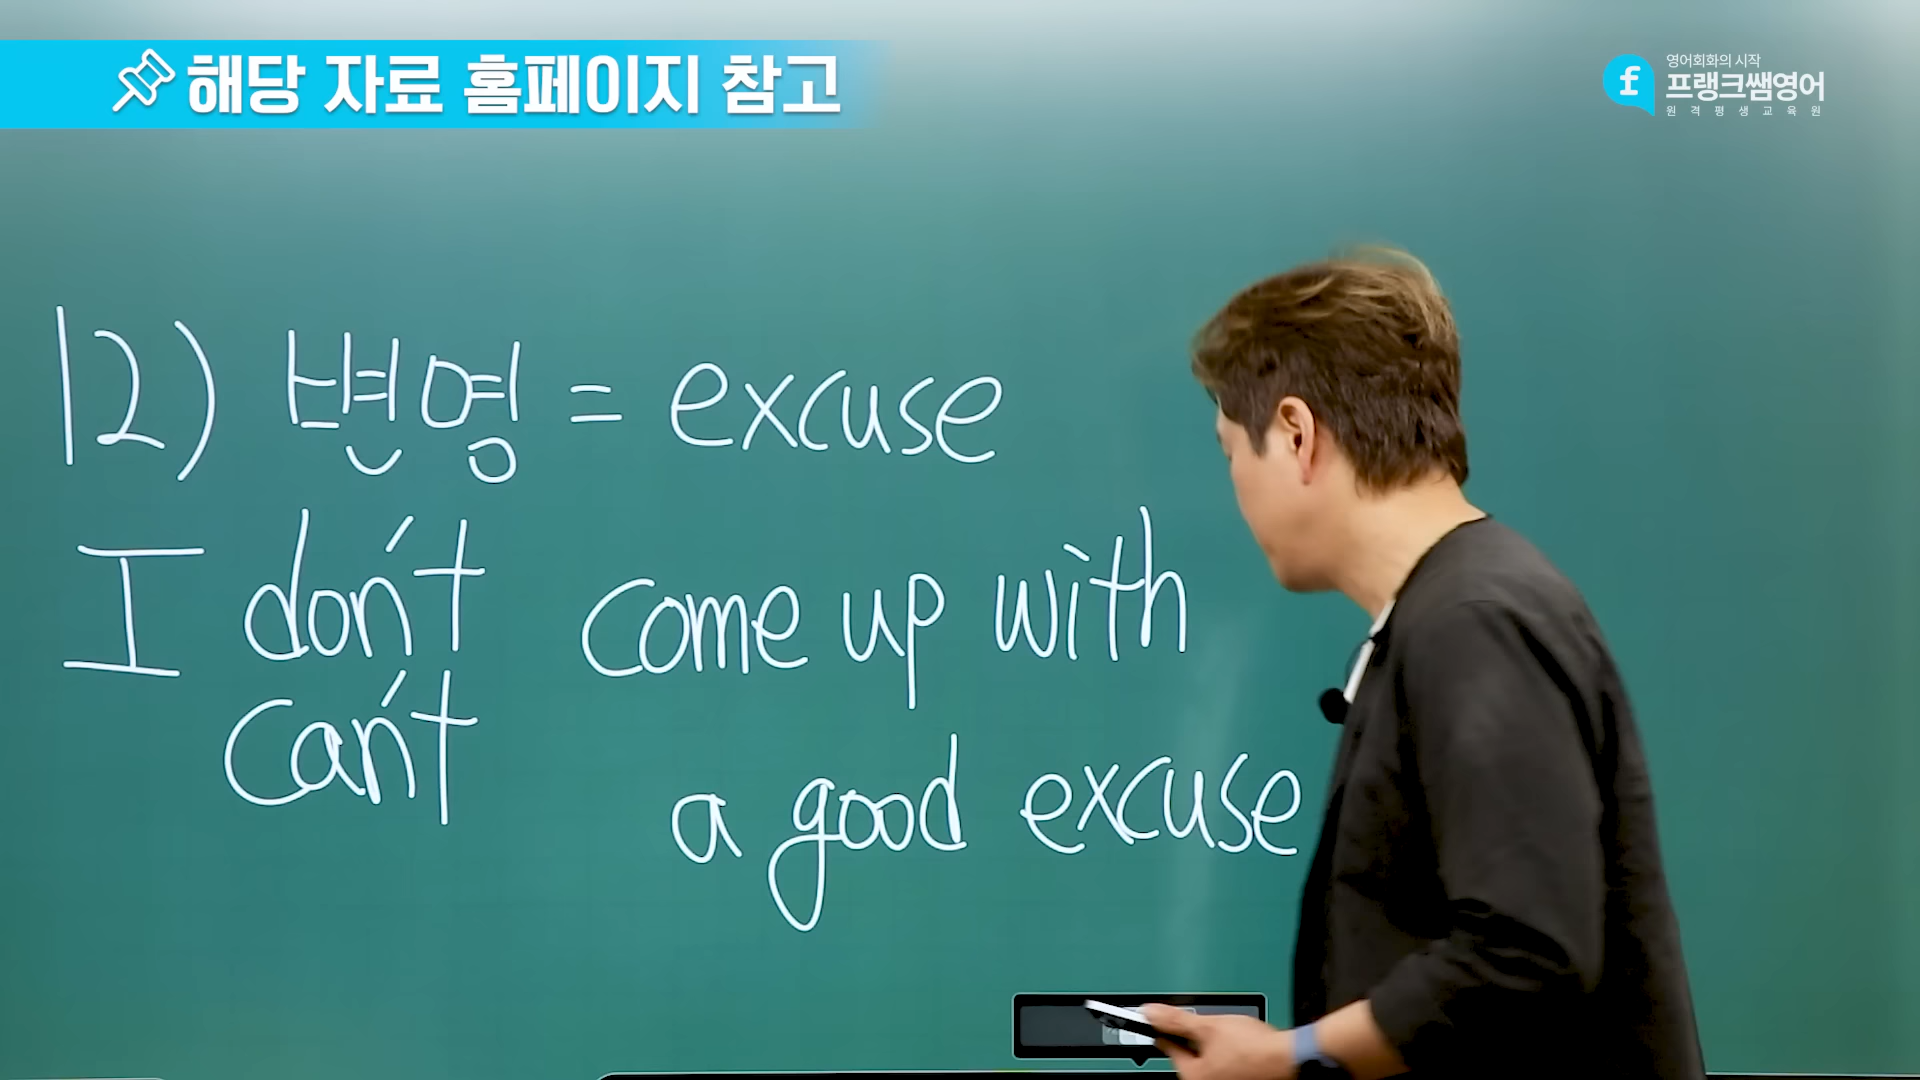 해당 자료 홈페이지 참고
영어회화의 시작
프랭크쌤영어
원격평생교육원
12) 변명 = excuse
I don't come up with
can't
a good excuse